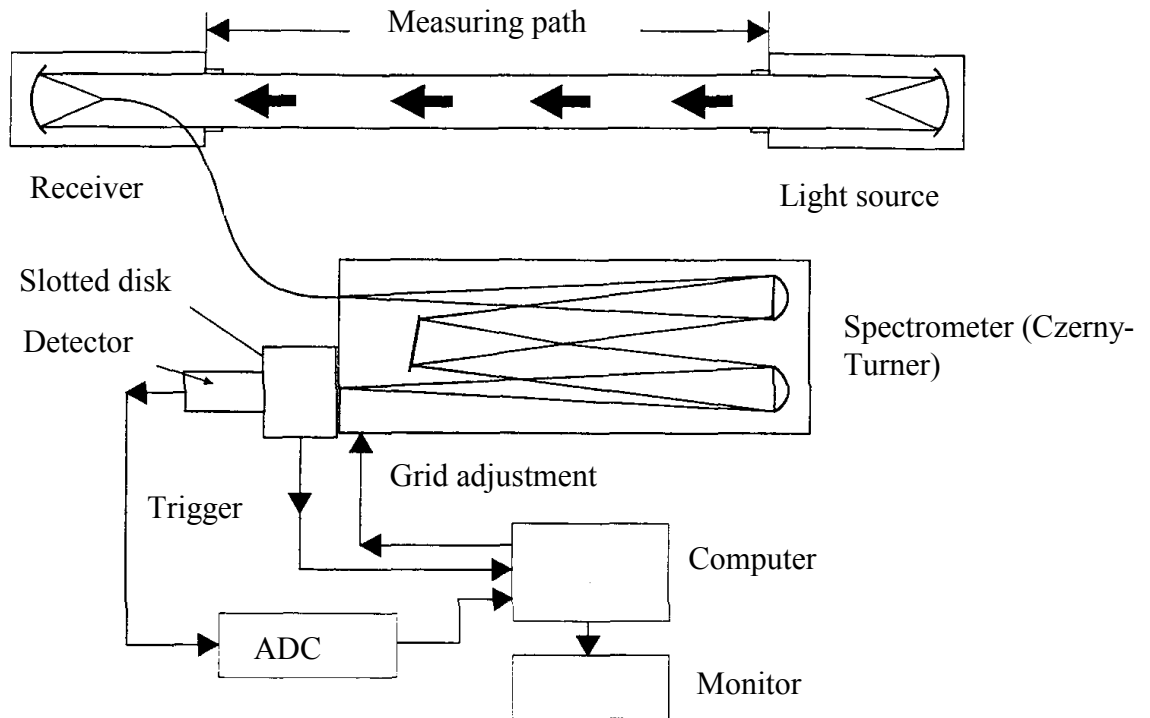 Measuring path
Receiver
Light source
Slotted disk
Detector
Spectrometer (Czerny-
Turner)
Grid adjustment
Trigger
Computer
ADC
Monitor